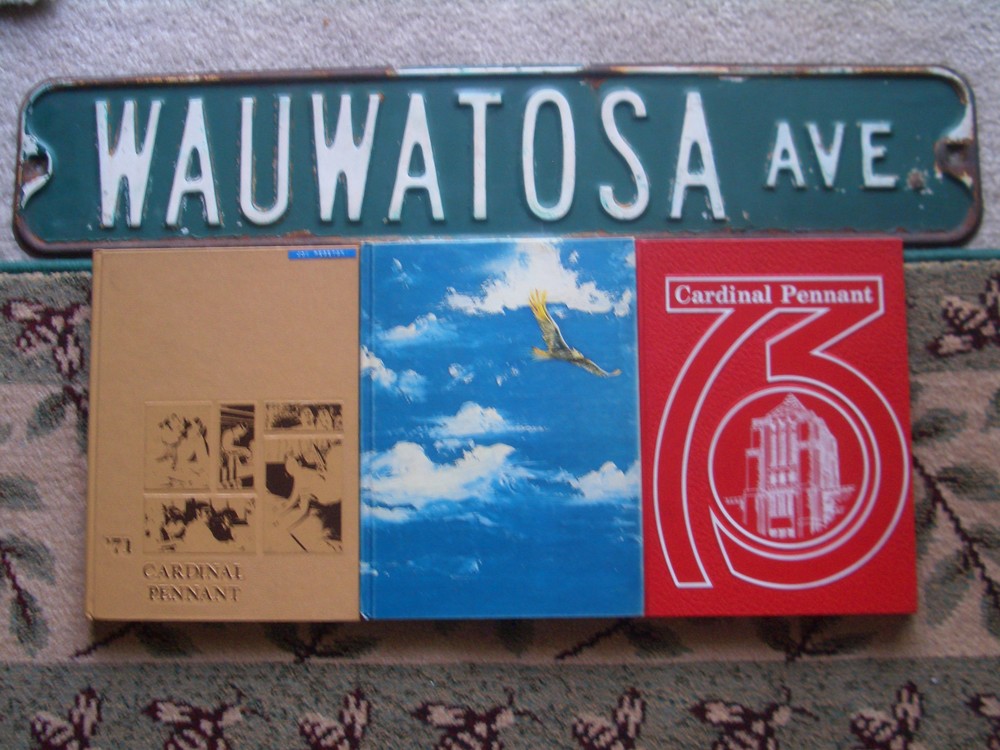 WAUWATOSA AVE
'71
CARDINAL
PENNANT
Cardinal Pennant
73